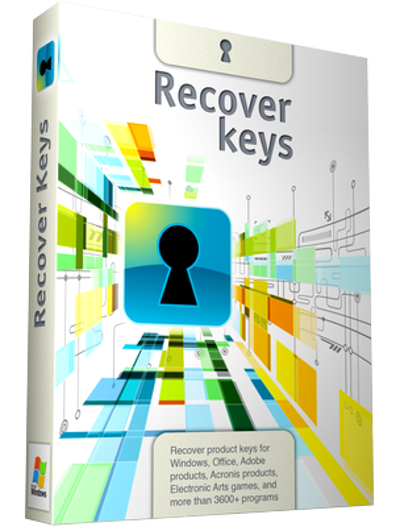 Recover
keys
Recover Keys
Recover product keys for
Windows, Office, Adobe
products, Acronis products,
Electronic Arts games, and
more than 3600+ programs
Windows